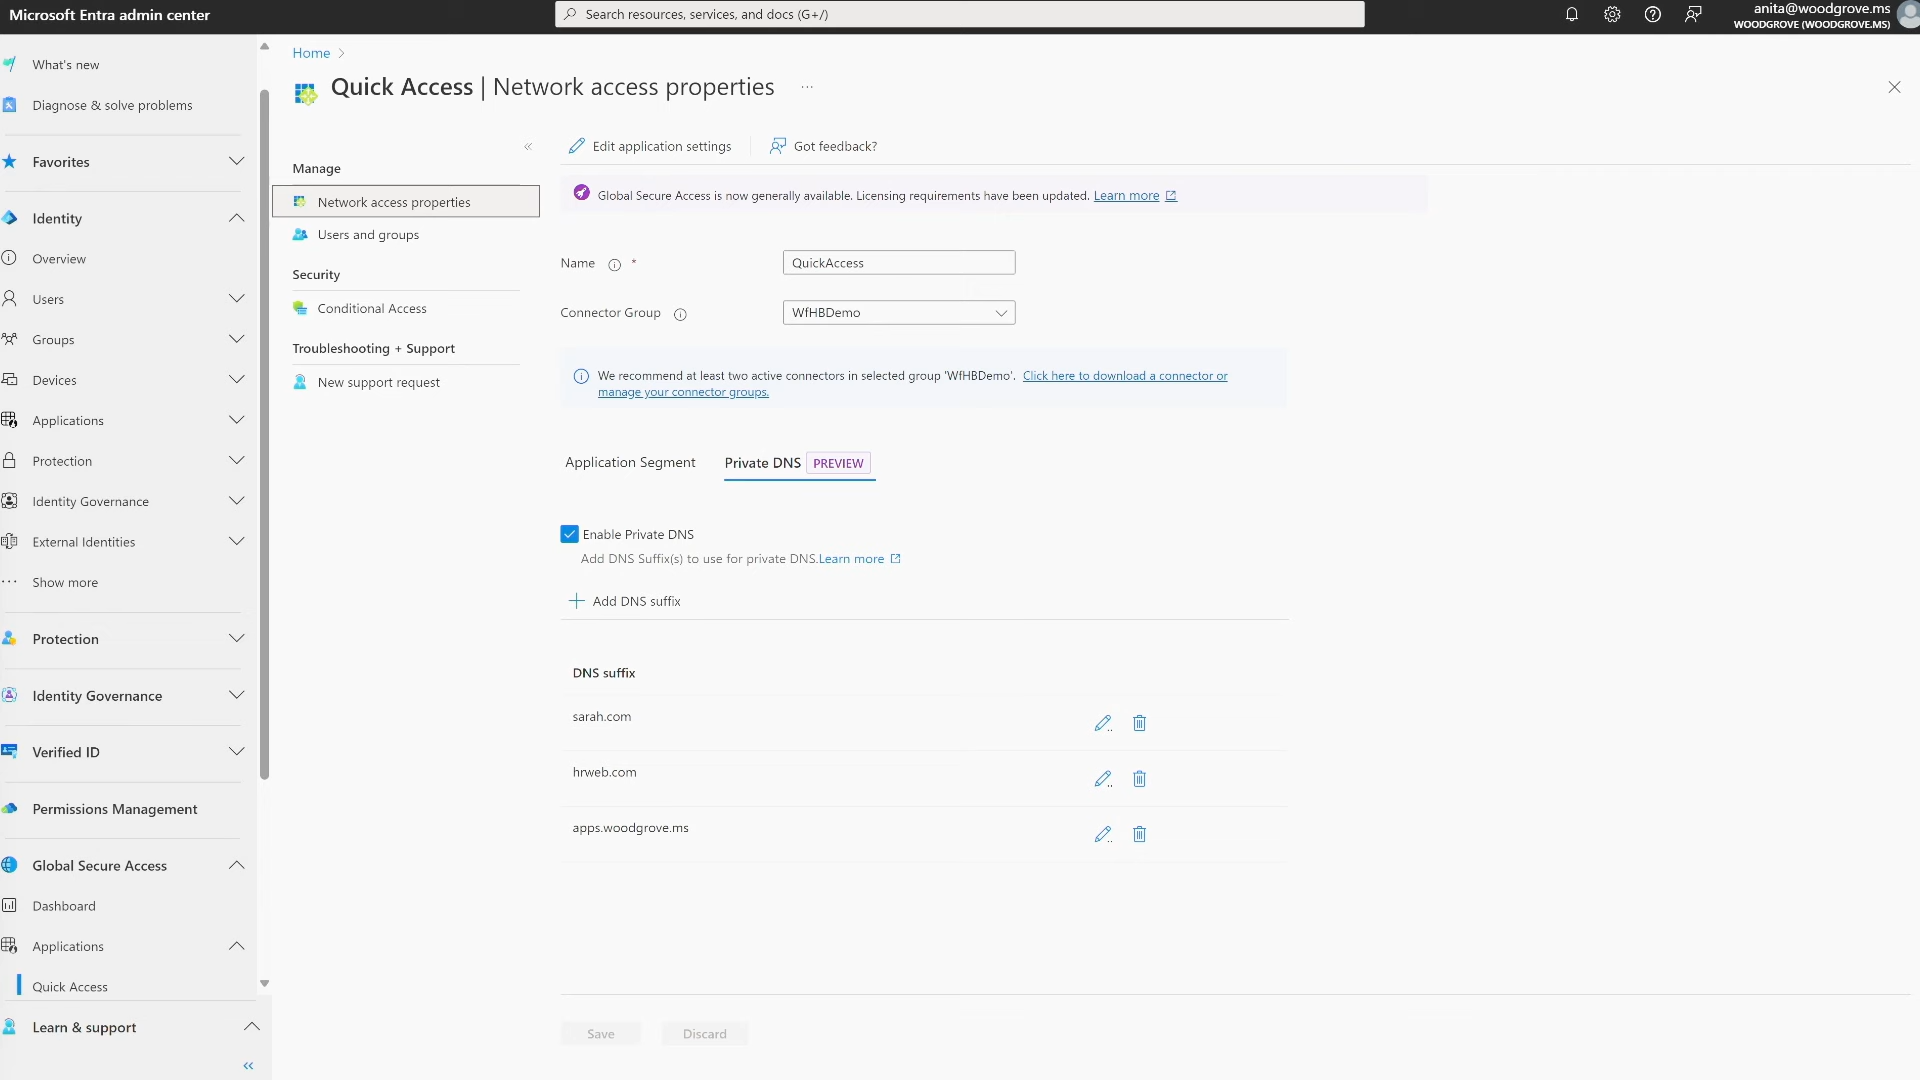 Microsoft Entra admin center
Search resources, services, and docs (G+/)
anita@woodgrove.ms
WOODGROVE (WOODGROVE.MS)
What's new
Diagnose & solve problems
Favorites
Identity
Overview
Users
Groups
Devices
Applications
Protection
Identity Governance
External Identities
Show more
Protection
Identity Governance
Verified ID
Permissions Management
Global Secure Access
Dashboard
Applications
Quick Access
Learn & support
Home
Quick Access | Network access properties
Manage
Network access properties
Users and groups
Security
Conditional Access
Troubleshooting + Support
New support request
Edit application settings
Got feedback?
Global Secure Access is now generally available. Licensing requirements have been updated. Learn more
Name *
QuickAccess
Connector Group
WfHBDemo
We recommend at least two active connectors in selected group 'WfHBDemo'. Click here to download a connector or
manage your connector groups.
Application Segment
Private DNS PREVIEW
Enable Private DNS
Add DNS Suffix(s) to use for private DNS.Learn more
Add DNS suffix
DNS suffix
sarah.com
hrweb.com
apps.woodgrove.ms
Save
Discard